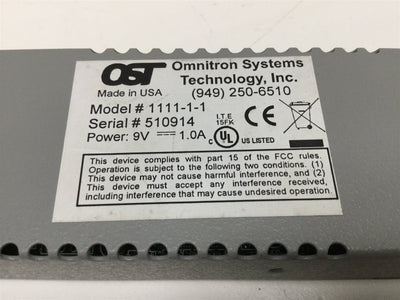 OST
Omnitron Systems
Technology, Inc.
Made in USA
(949) 250-6510
Model # 1111-1-1
Serial # 510914
Power: 9V ⎓ 1.0A
I.T.E
15FK
C UL US LISTED
CE
This device complies with part 15 of the FCC rules.
Operation is subject to the following two conditions. (1)
This device may not cause harmful interference, and (2)
This device must accept any interference received,
including interference that may cause undesired operation.